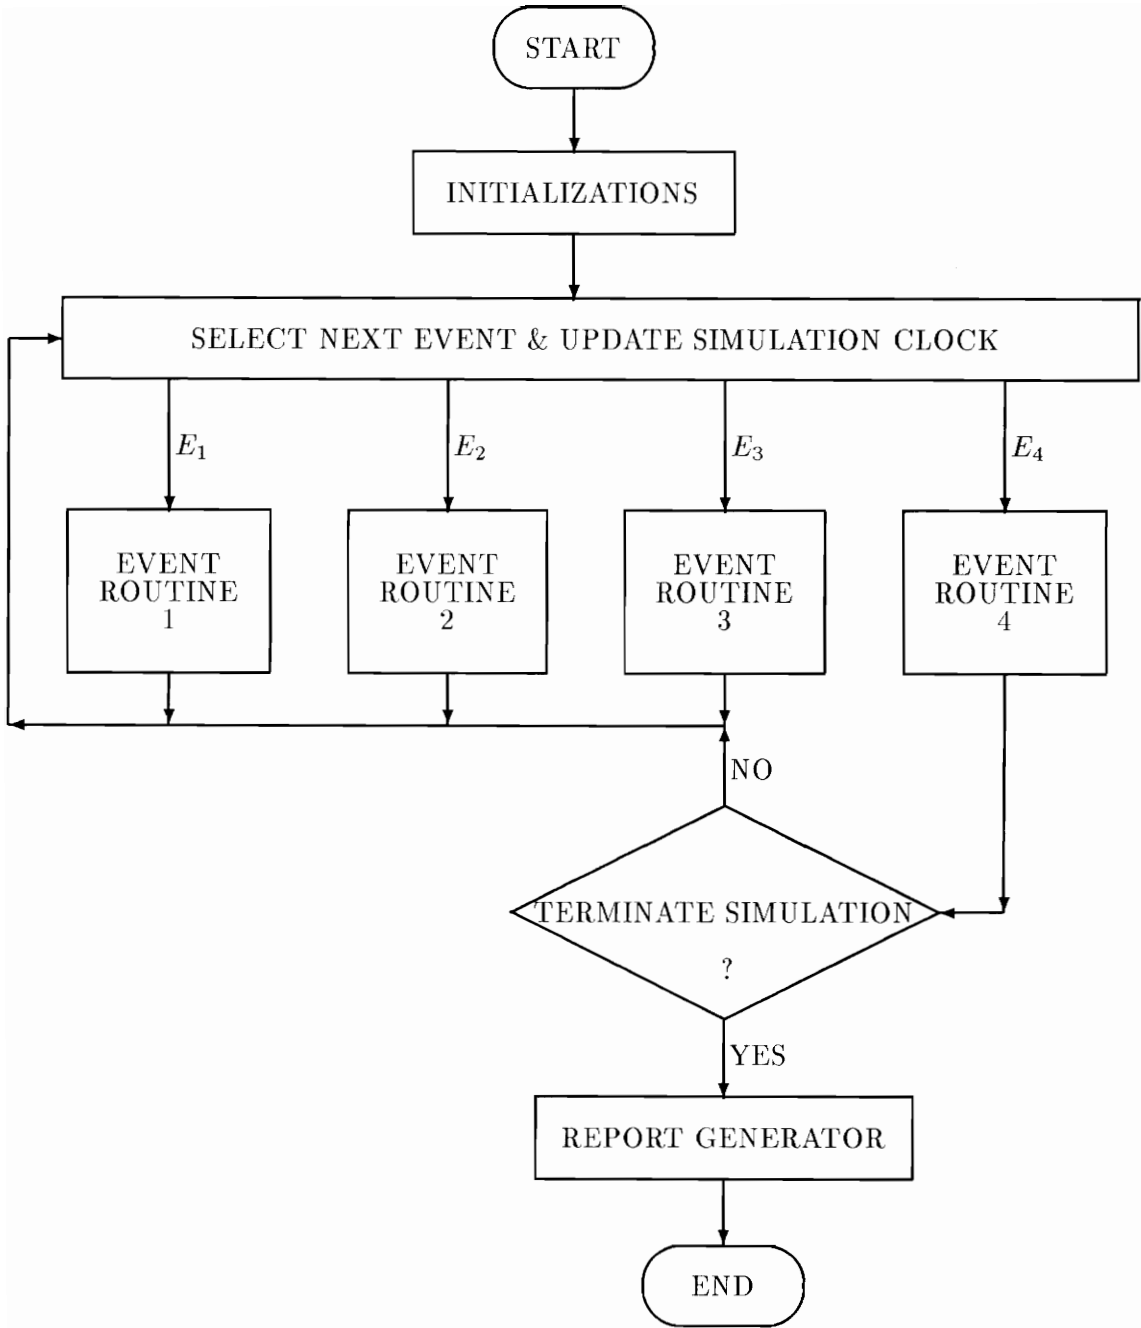 START
INITIALIZATIONS
SELECT NEXT EVENT & UPDATE SIMULATION CLOCK
E1
E2
E3
E4
EVENT
ROUTINE
1
EVENT
ROUTINE
2
EVENT
ROUTINE
3
EVENT
ROUTINE
4
NO
TERMINATE SIMULATION
?
YES
REPORT GENERATOR
END